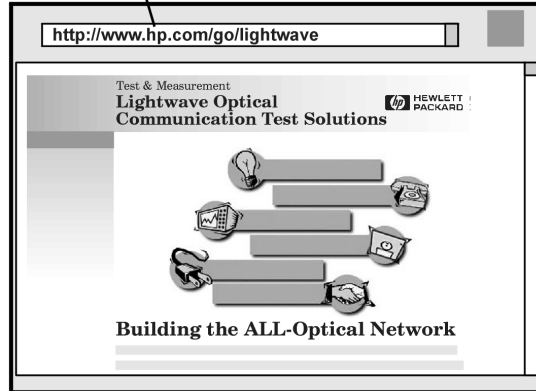 http://www.hp.com/go/lightwave
Test & Measurement
Lightwave Optical
Communication Test Solutions
hp HEWLETT
PACKARD
Building the ALL-Optical Network